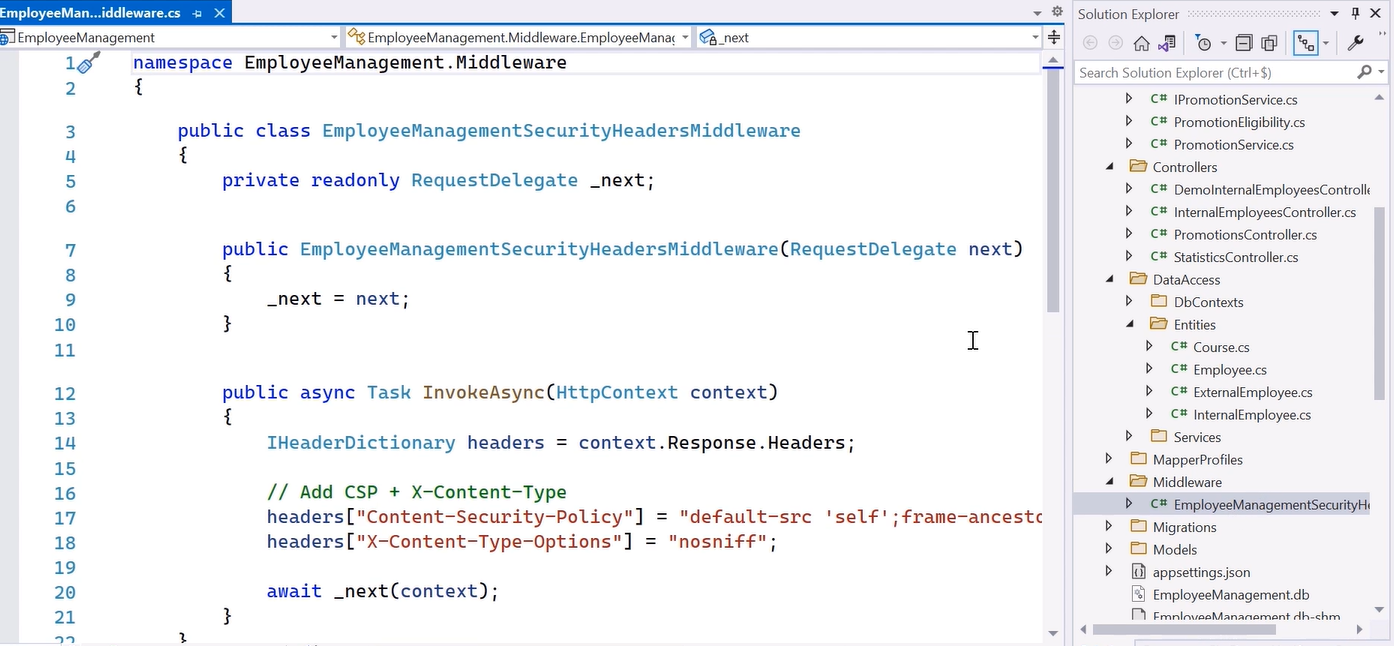 EmployeeMan...iddleware.cs
EmployeeManagement
EmployeeManagement.Middleware.EmployeeManag
_next
1 namespace EmployeeManagement.Middleware
2 {
3 public class EmployeeManagementSecurityHeadersMiddleware
4 {
5 private readonly RequestDelegate _next;
6
7 public EmployeeManagementSecurityHeadersMiddleware(RequestDelegate next)
8 {
9 _next = next;
10 }
11
12 public async Task InvokeAsync(HttpContext context)
13 {
14 IHeaderDictionary headers = context.Response.Headers;
15
16 // Add CSP + X-Content-Type
17 headers["Content-Security-Policy"] = "default-src 'self';frame-ancesto
18 headers["X-Content-Type-Options"] = "nosniff";
19
20 await _next(context);
21 }
22 }
Solution Explorer
Search Solution Explorer (Ctrl+$)
C# IPromotionService.cs
C# PromotionEligibility.cs
C# PromotionService.cs
Controllers
C# DemoInternalEmployeesControlle
C# InternalEmployeesController.cs
C# PromotionsController.cs
C# StatisticsController.cs
DataAccess
DbContexts
Entities
C# Course.cs
C# Employee.cs
C# ExternalEmployee.cs
C# InternalEmployee.cs
Services
MapperProfiles
Middleware
C# EmployeeManagementSecurityHe
Migrations
Models
appsettings.json
EmployeeManagement.db
EmployeeManagement.db-shm